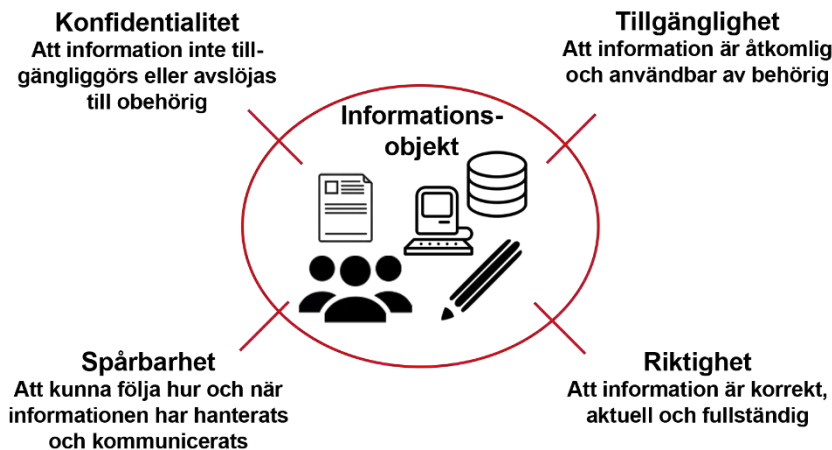 Konfidentialitet
Att information inte till-
gängliggörs eller avslöjas
till obehörig
Tillgänglighet
Att information är åtkomlig
och användbar av behörig
Informations-
objekt
Spårbarhet
Att kunna följa hur och när
informationen har hanterats
och kommunicerats
Riktighet
Att information är korrekt,
aktuell och fullständig